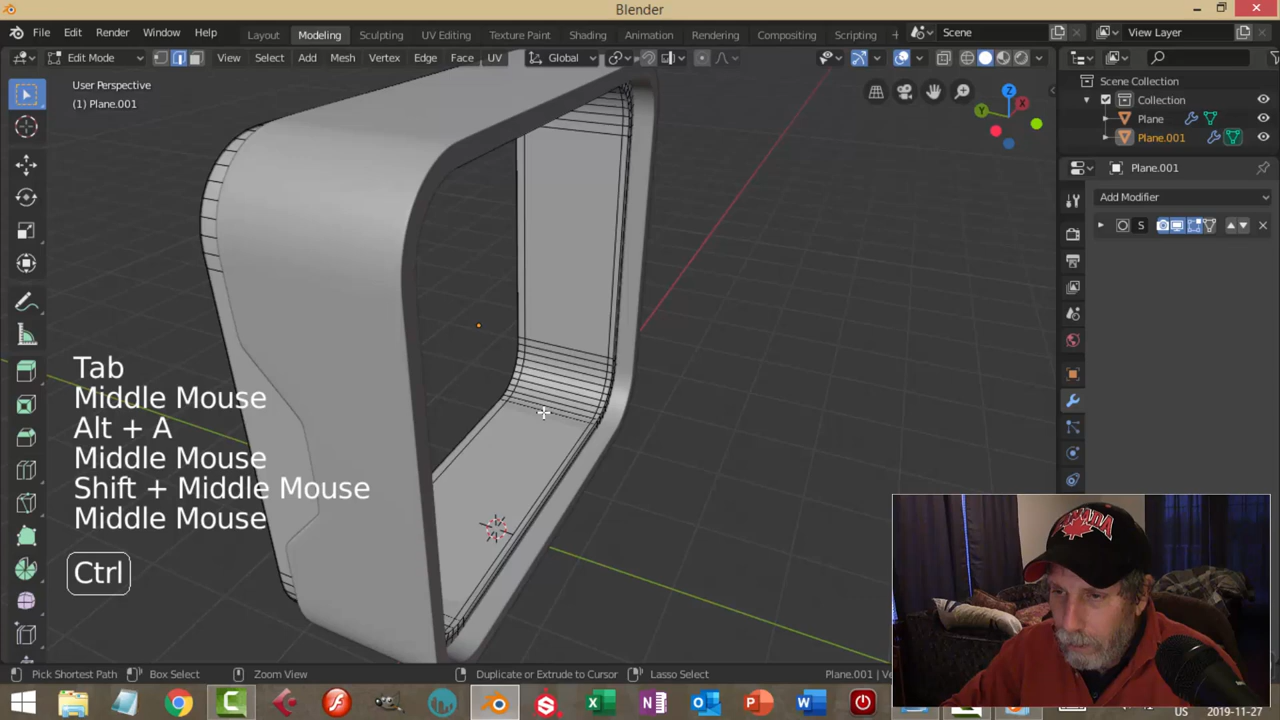 Blender
File Edit Render Window Help Layout Modeling Sculpting UV Editing Texture Paint Shading Animation Rendering Compositing Scripting Scene View Layer
Edit Mode View Select Add Mesh Vertex Edge Face UV Global
User Perspective
(1) Plane.001
Z
X
Y
Scene Collection
Collection
Plane
Plane.001
Plane.001
Add Modifier
S
Tab
Middle Mouse
Alt + A
Middle Mouse
Shift + Middle Mouse
Middle Mouse
Ctrl
CANADA
Pick Shortest Path Box Select Zoom View Duplicate or Extrude to Cursor Lasso Select Plane.001 | Ve
US 2019-11-27